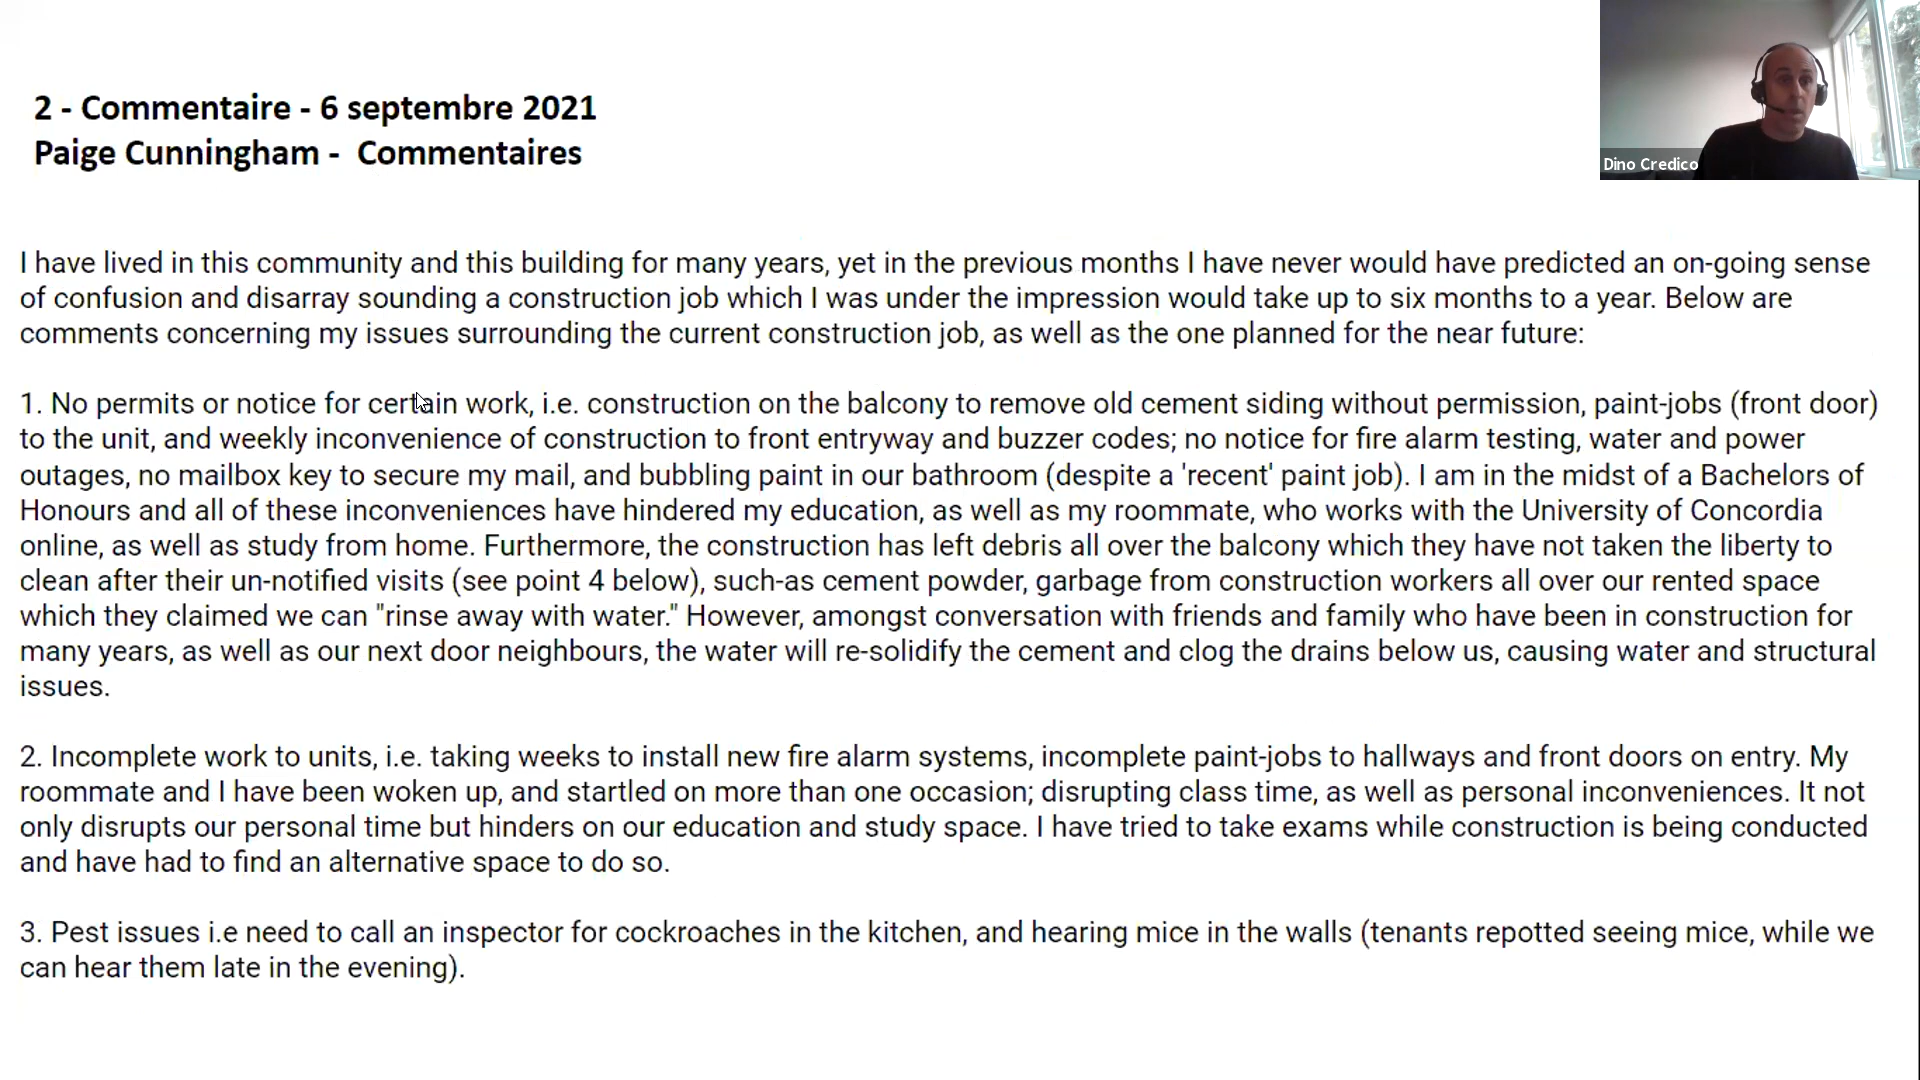 2 - Commentaire - 6 septembre 2021
Paige Cunningham - Commentaires
Dino Credico
I have lived in this community and this building for many years, yet in the previous months I have never would have predicted an on-going sense
of confusion and disarray sounding a construction job which I was under the impression would take up to six months to a year. Below are
comments concerning my issues surrounding the current construction job, as well as the one planned for the near future:
1. No permits or notice for certain work, i.e. construction on the balcony to remove old cement siding without permission, paint-jobs (front door)
to the unit, and weekly inconvenience of construction to front entryway and buzzer codes; no notice for fire alarm testing, water and power
outages, no mailbox key to secure my mail, and bubbling paint in our bathroom (despite a 'recent' paint job). I am in the midst of a Bachelors of
Honours and all of these inconveniences have hindered my education, as well as my roommate, who works with the University of Concordia
online, as well as study from home. Furthermore, the construction has left debris all over the balcony which they have not taken the liberty to
clean after their un-notified visits (see point 4 below), such-as cement powder, garbage from construction workers all over our rented space
which they claimed we can "rinse away with water." However, amongst conversation with friends and family who have been in construction for
many years, as well as our next door neighbours, the water will re-solidify the cement and clog the drains below us, causing water and structural
issues.
2. Incomplete work to units, i.e. taking weeks to install new fire alarm systems, incomplete paint-jobs to hallways and front doors on entry. My
roommate and I have been woken up, and startled on more than one occasion; disrupting class time, as well as personal inconveniences. It not
only disrupts our personal time but hinders on our education and study space. I have tried to take exams while construction is being conducted
and have had to find an alternative space to do so.
3. Pest issues i.e need to call an inspector for cockroaches in the kitchen, and hearing mice in the walls (tenants repotted seeing mice, while we
can hear them late in the evening).